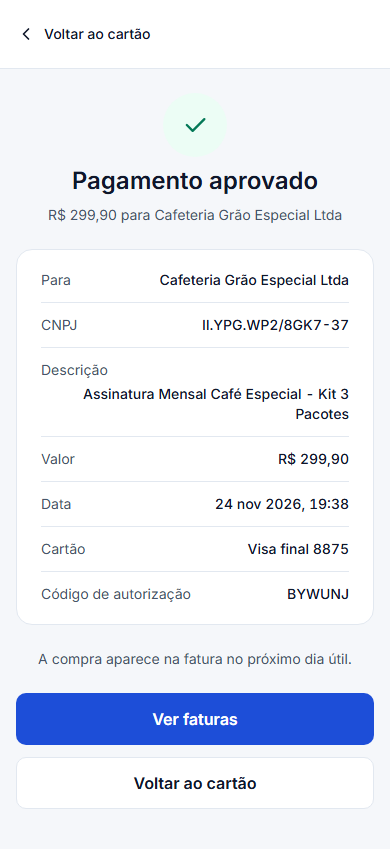 Voltar ao cartão
Pagamento aprovado
R$ 299,90 para Cafeteria Grão Especial Ltda
Para Cafeteria Grão Especial Ltda
CNPJ II.YPG.WP2/8GK7-37
Descrição
Assinatura Mensal Café Especial - Kit 3
Pacotes
Valor R$ 299,90
Data 24 nov 2026, 19:38
Cartão Visa final 8875
Código de autorização BYWUNJ
A compra aparece na fatura no próximo dia útil.
Ver faturas
Voltar ao cartão